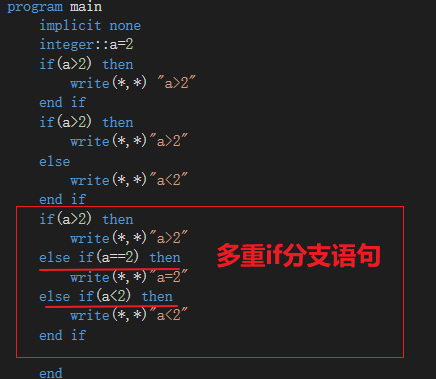 program main
implicit none
integer::a=2
if(a>2) then
write(*,*) "a>2"
end if
if(a>2) then
write(*,*)"a>2"
else
write(*,*)"a<2"
end if
if(a>2) then
write(*,*)"a>2"
else if(a==2) then
多重if分支语句
write(*,*)"a=2"
else if(a<2) then
write(*,*)"a<2"
end if
end